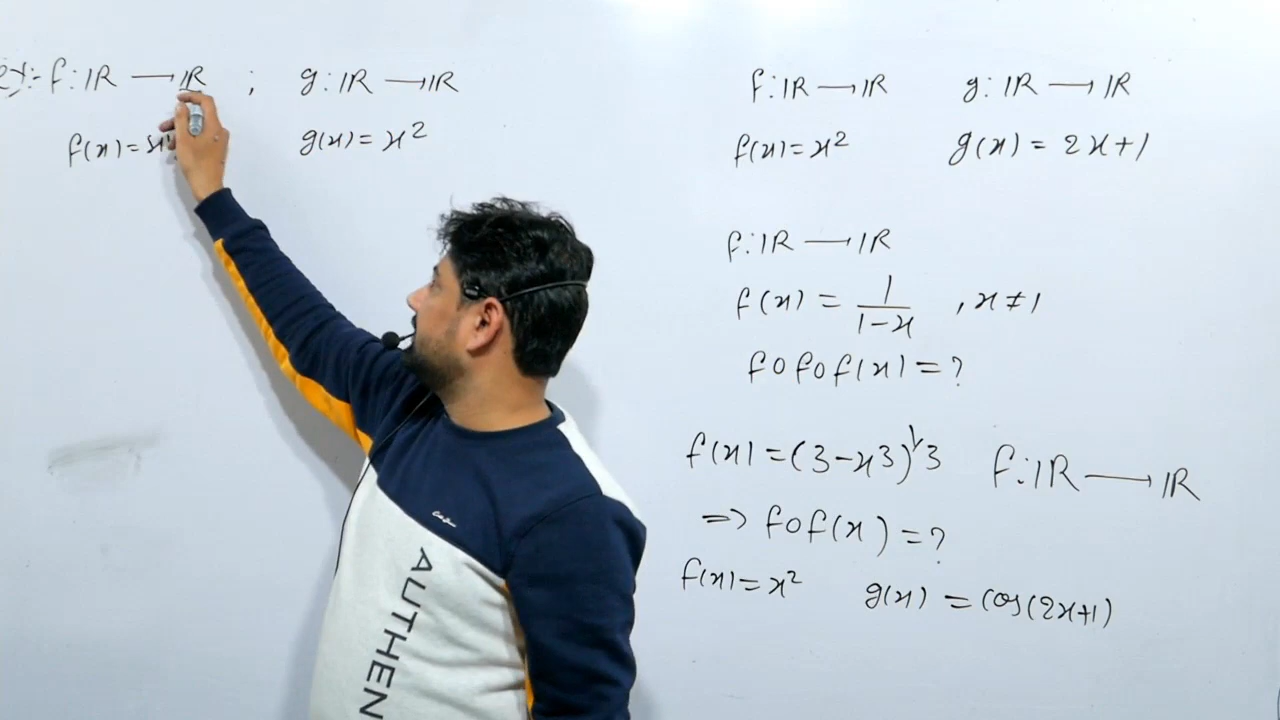 Ex:- f : IR → IR ; g : IR → IR
f(x) =
g(x) = x²
f : IR → IR g : IR → IR
f(x) = x² g(x) = 2x+1
f : IR → IR
f(x) = 1/(1-x) , x ≠ 1
fofof(x) = ?
f(x) = (3-x3)^1/3 f : IR → IR
=> fof(x) = ?
f(x) = x² g(x) = cos(2x+1)
AUTHEN